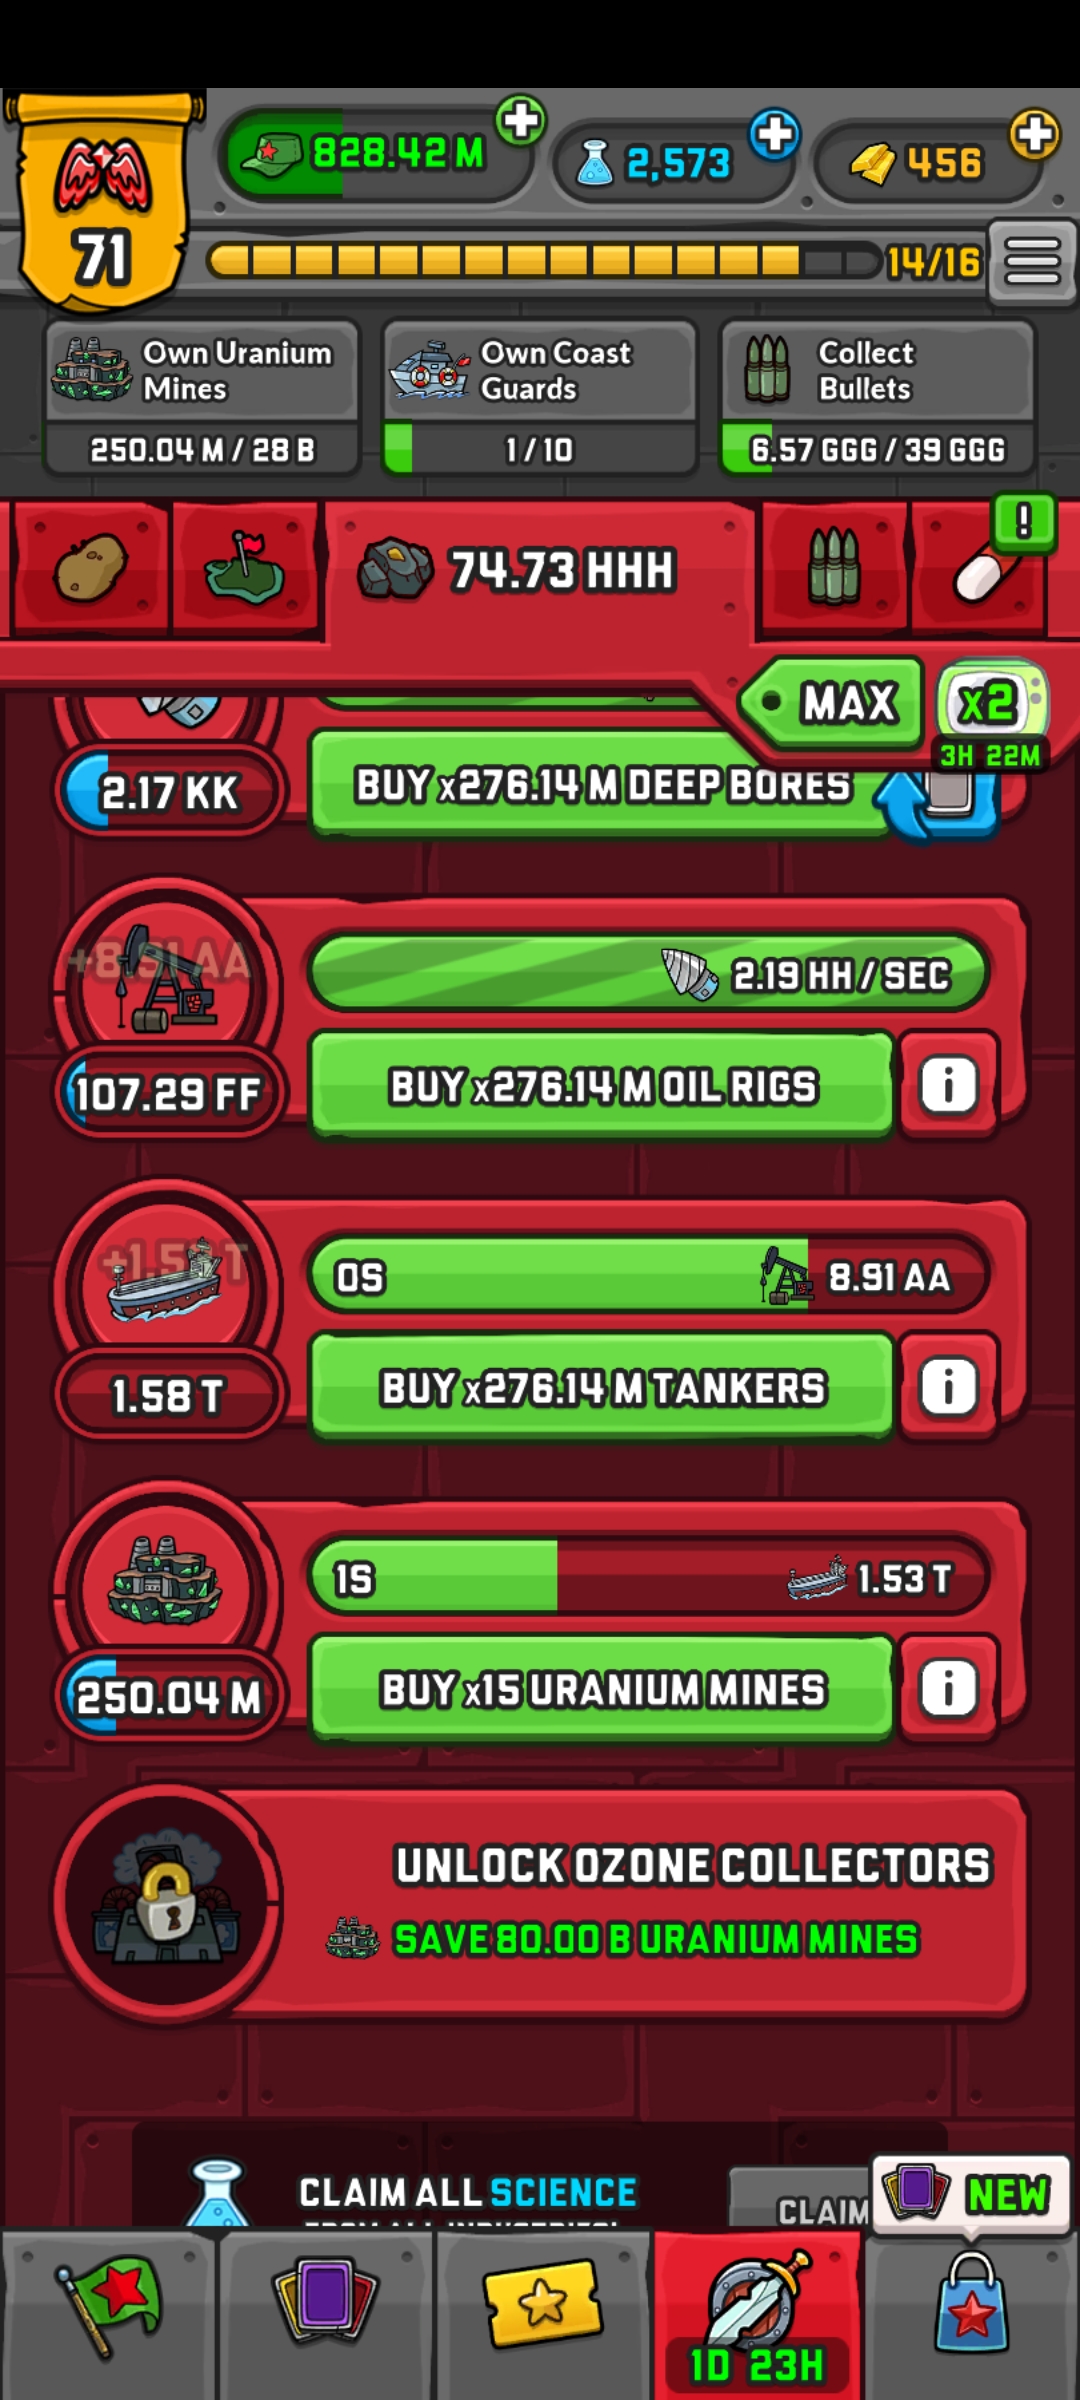 828.42 M
2,573
456
71
14/16
Own Uranium
Mines
250.04 M / 28 B
Own Coast
Guards
1/10
Collect
Bullets
6.57 GGG / 39 GGG
74.73 HHH
!
MAX
x2
3H 22M
2.17 KK
BUY x276.14 M DEEP BORES
+8.91 AA
2.19 HH / SEC
107.29 FF
BUY x276.14 M OIL RIGS
i
0S
8.91 AA
1.58 T
BUY x276.14 M TANKERS
i
1S
1.53 T
250.04 M
BUY x15 URANIUM MINES
i
UNLOCK OZONE COLLECTORS
SAVE 80.00 B URANIUM MINES
CLAIM ALL SCIENCE
CLAIM
NEW
1D 23H